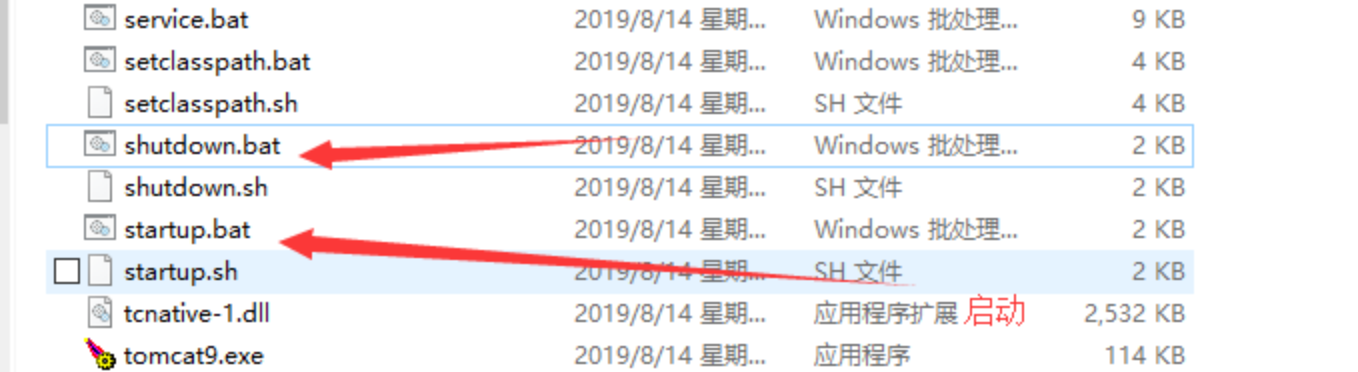 service.bat 2019/8/14 星期... Windows 批处理... 9 KB
setclasspath.bat 2019/8/14 星期... Windows 批处理... 4 KB
setclasspath.sh 2019/8/14 星期... SH 文件 4 KB
shutdown.bat 2019/8/14 星期... Windows 批处理... 2 KB
shutdown.sh 2019/8/14 星期... SH 文件 2 KB
startup.bat 2019/8/14 星期... Windows 批处理... 2 KB
startup.sh 2019/8/14 星期... SH 文件 2 KB
tcnative-1.dll 2019/8/14 星期... 应用程序扩展 启动 2,532 KB
tomcat9.exe 2019/8/14 星期... 应用程序 114 KB